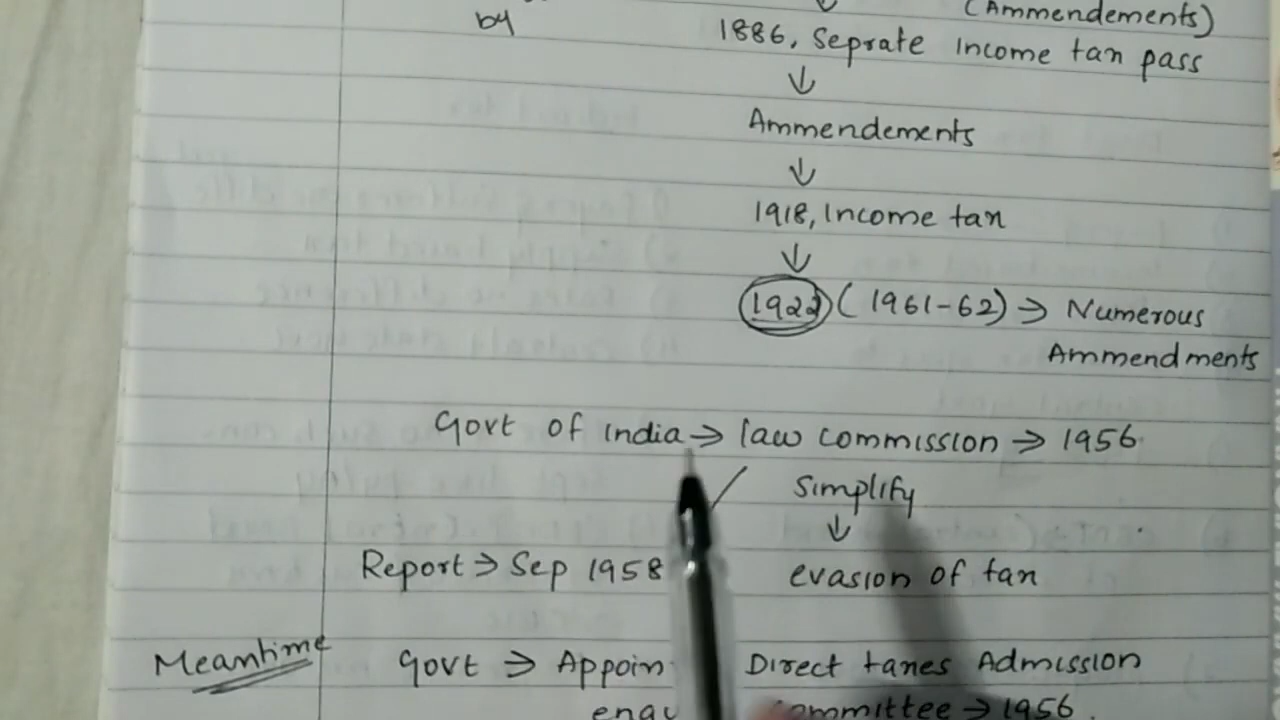 (Ammendements)
by
1886, Seprate Income tax pass
↓
Ammendements
↓
1918, Income tax
↓
1922 (1961-62) → Numerous
Ammendments
Govt of india → law commission → 1956
Simplify
↓
Report → Sep 1958
evasion of tax
Meantime
Govt → Appoin Direct taxes Admission
committee → 1956.